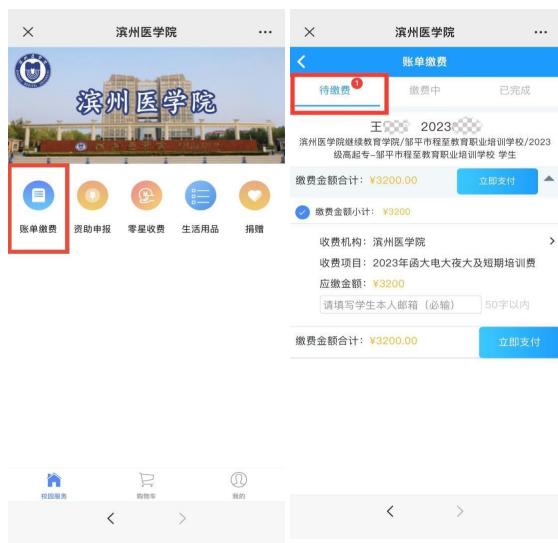 滨州医学院
滨州医学院
账单缴费
资助申报
零星收费
生活用品
捐赠
校园服务
购物车
我的
滨州医学院
账单缴费
待缴费
1
缴费中
已完成
王 2023
滨州医学院继续教育学院/邹平市程至教育职业培训学校/2023
级高起专-邹平市程至教育职业培训学校 学生
缴费金额合计：¥3200.00
立即支付
缴费金额小计：¥3200
收费机构：滨州医学院
收费项目：2023年函大电大夜大及短期培训费
应缴金额：¥3200
请填写学生本人邮箱（必输）
50字以内
缴费金额合计：¥3200.00
立即支付